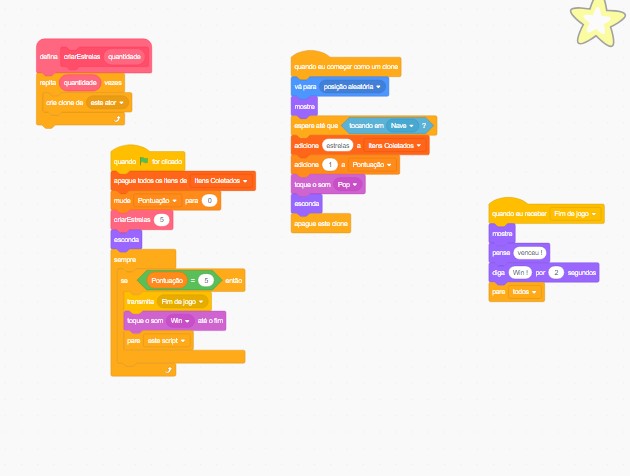 define criarEstrelas quantidade
repita quantidade vezes
crie clone de este ator
quando for clicado
apague todos os itens de Itens Coletados
mude Pontuação para 0
criarEstrelas 5
esconda
sempre
se Pontuação = 5 então
transmita Fim de jogo
toque o som Win até o fim
pare este script
quando eu começar como um clone
vá para posição aleatória
mostre
espere até que tocando em Nave ?
adicione estrelas a Itens Coletados
adicione 1 a Pontuação
toque o som Pop
esconda
apague este clone
quando eu receber Fim de jogo
mostre
pense venceu !
diga Win ! por 2 segundos
pare todos